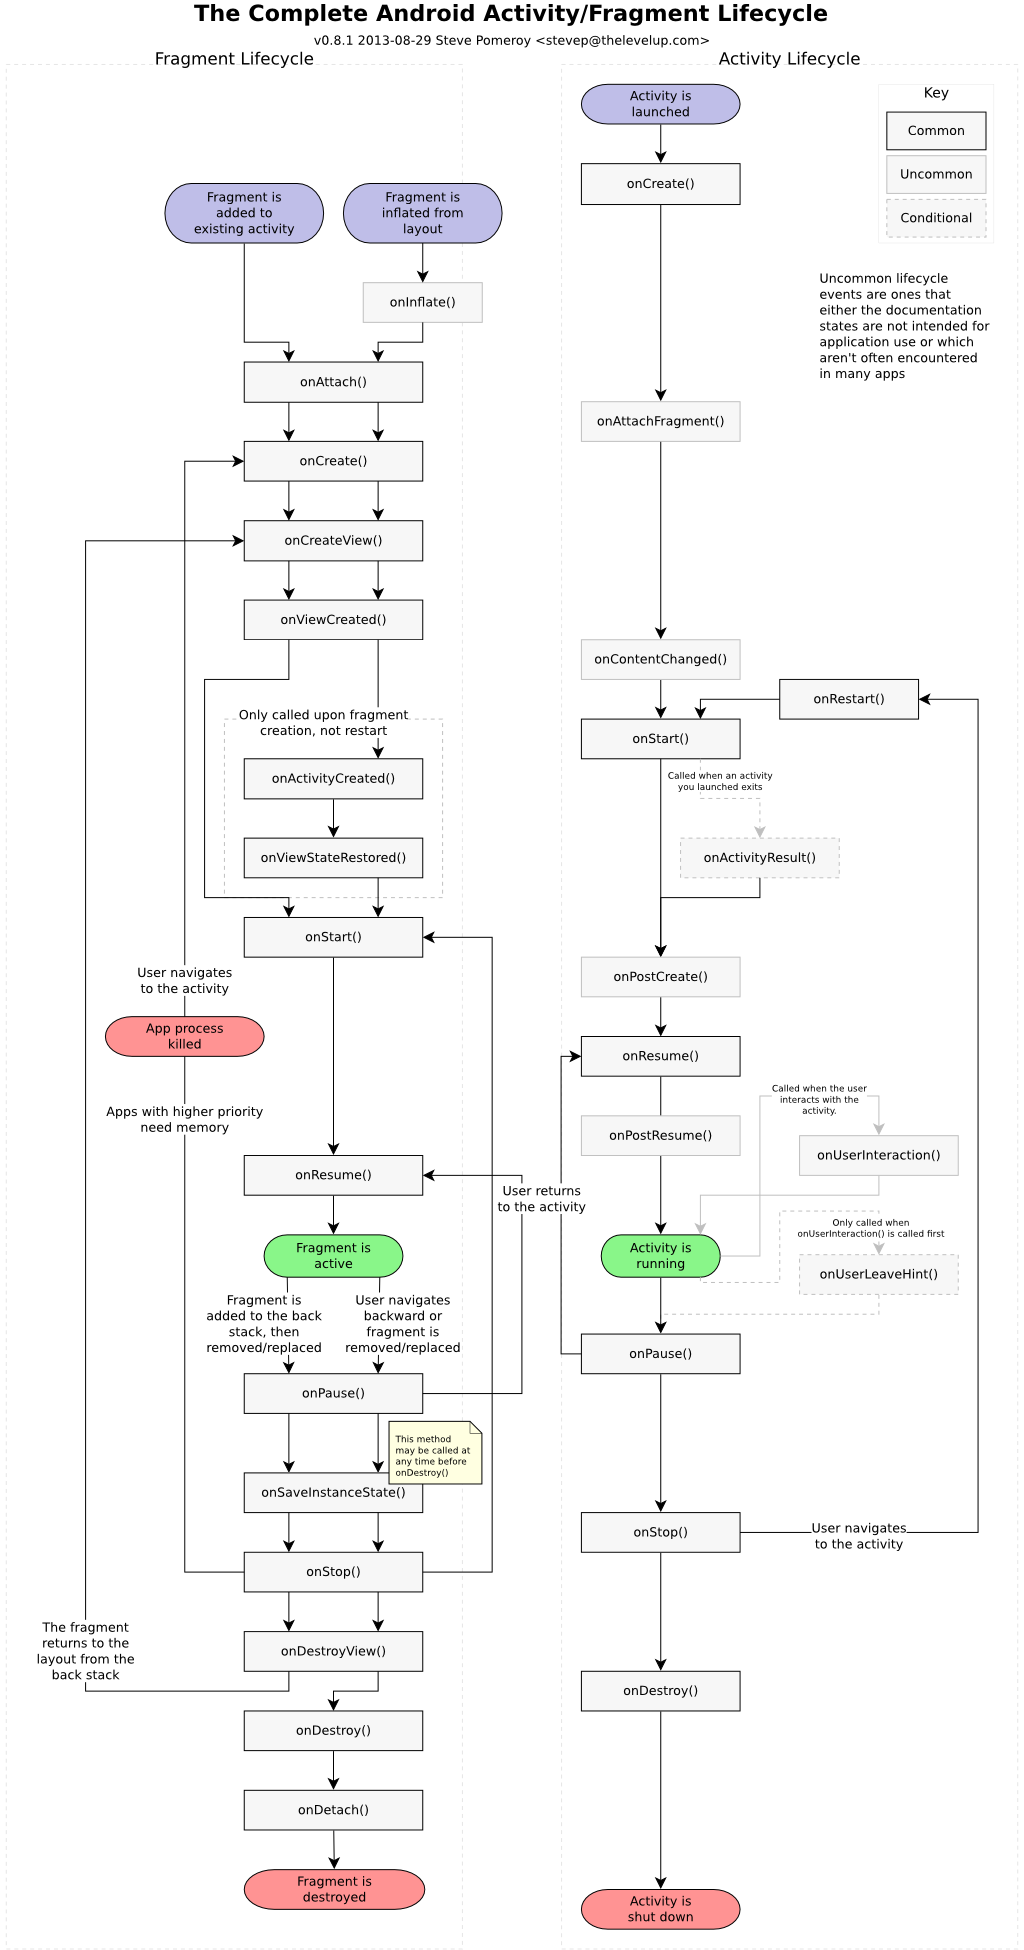 The Complete Android Activity/Fragment Lifecycle
v0.8.1 2013-08-29 Steve Pomeroy <stevep@thelevelup.com>
Fragment Lifecycle
Fragment is
added to
existing activity
Fragment is
inflated from
layout
onInflate()
onAttach()
onCreate()
onCreateView()
onViewCreated()
Only called upon fragment
creation, not restart
onActivityCreated()
onViewStateRestored()
onStart()
User navigates
to the activity
App process
killed
Apps with higher priority
need memory
onResume()
User returns
to the activity
Fragment is
active
Fragment is
added to the back
stack, then
removed/replaced
User navigates
backward or
fragment is
removed/replaced
onPause()
This method
may be called at
any time before
onDestroy()
onSaveInstanceState()
onStop()
The fragment
returns to the
layout from the
back stack
onDestroyView()
onDestroy()
onDetach()
Fragment is
destroyed
Activity Lifecycle
Activity is
launched
Key
Common
Uncommon
Conditional
Uncommon lifecycle
events are ones that
either the documentation
states are not intended for
application use or which
aren't often encountered
in many apps
onCreate()
onAttachFragment()
onContentChanged()
onRestart()
onStart()
Called when an activity
you launched exits
onActivityResult()
onPostCreate()
onResume()
Called when the user
interacts with the
activity.
onPostResume()
onUserInteraction()
Only called when
onUserInteraction() is called first
Activity is
running
onUserLeaveHint()
onPause()
onStop()
User navigates
to the activity
onDestroy()
Activity is
shut down